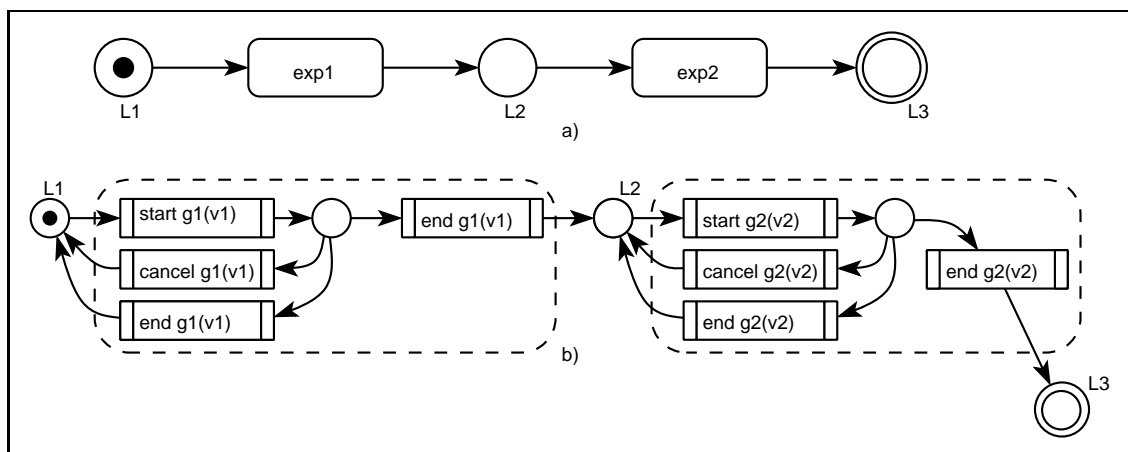 exp1
exp2
L1
L2
L3
a)
L1
L2
start g1(v1)
end g1(v1)
start g2(v2)
cancel g1(v1)
cancel g2(v2)
end g2(v2)
end g1(v1)
end g2(v2)
b)
L3